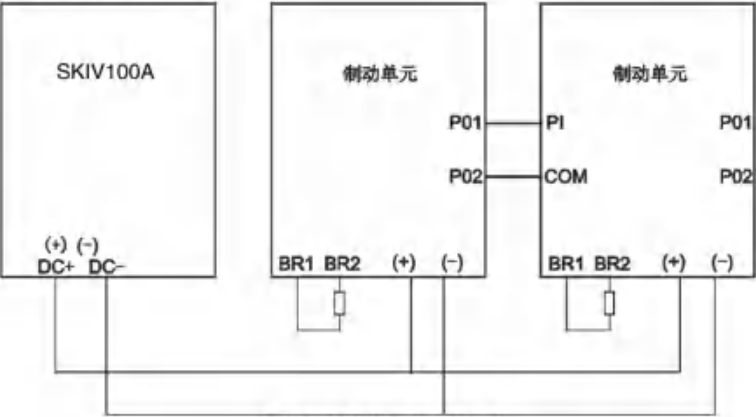 SKIV100A
制动单元
制动单元
P01
PI
P01
P02
COM
P02
(+) (-)
DC+ DC-
BR1 BR2 (+) (-)
BR1 BR2 (+) (-)